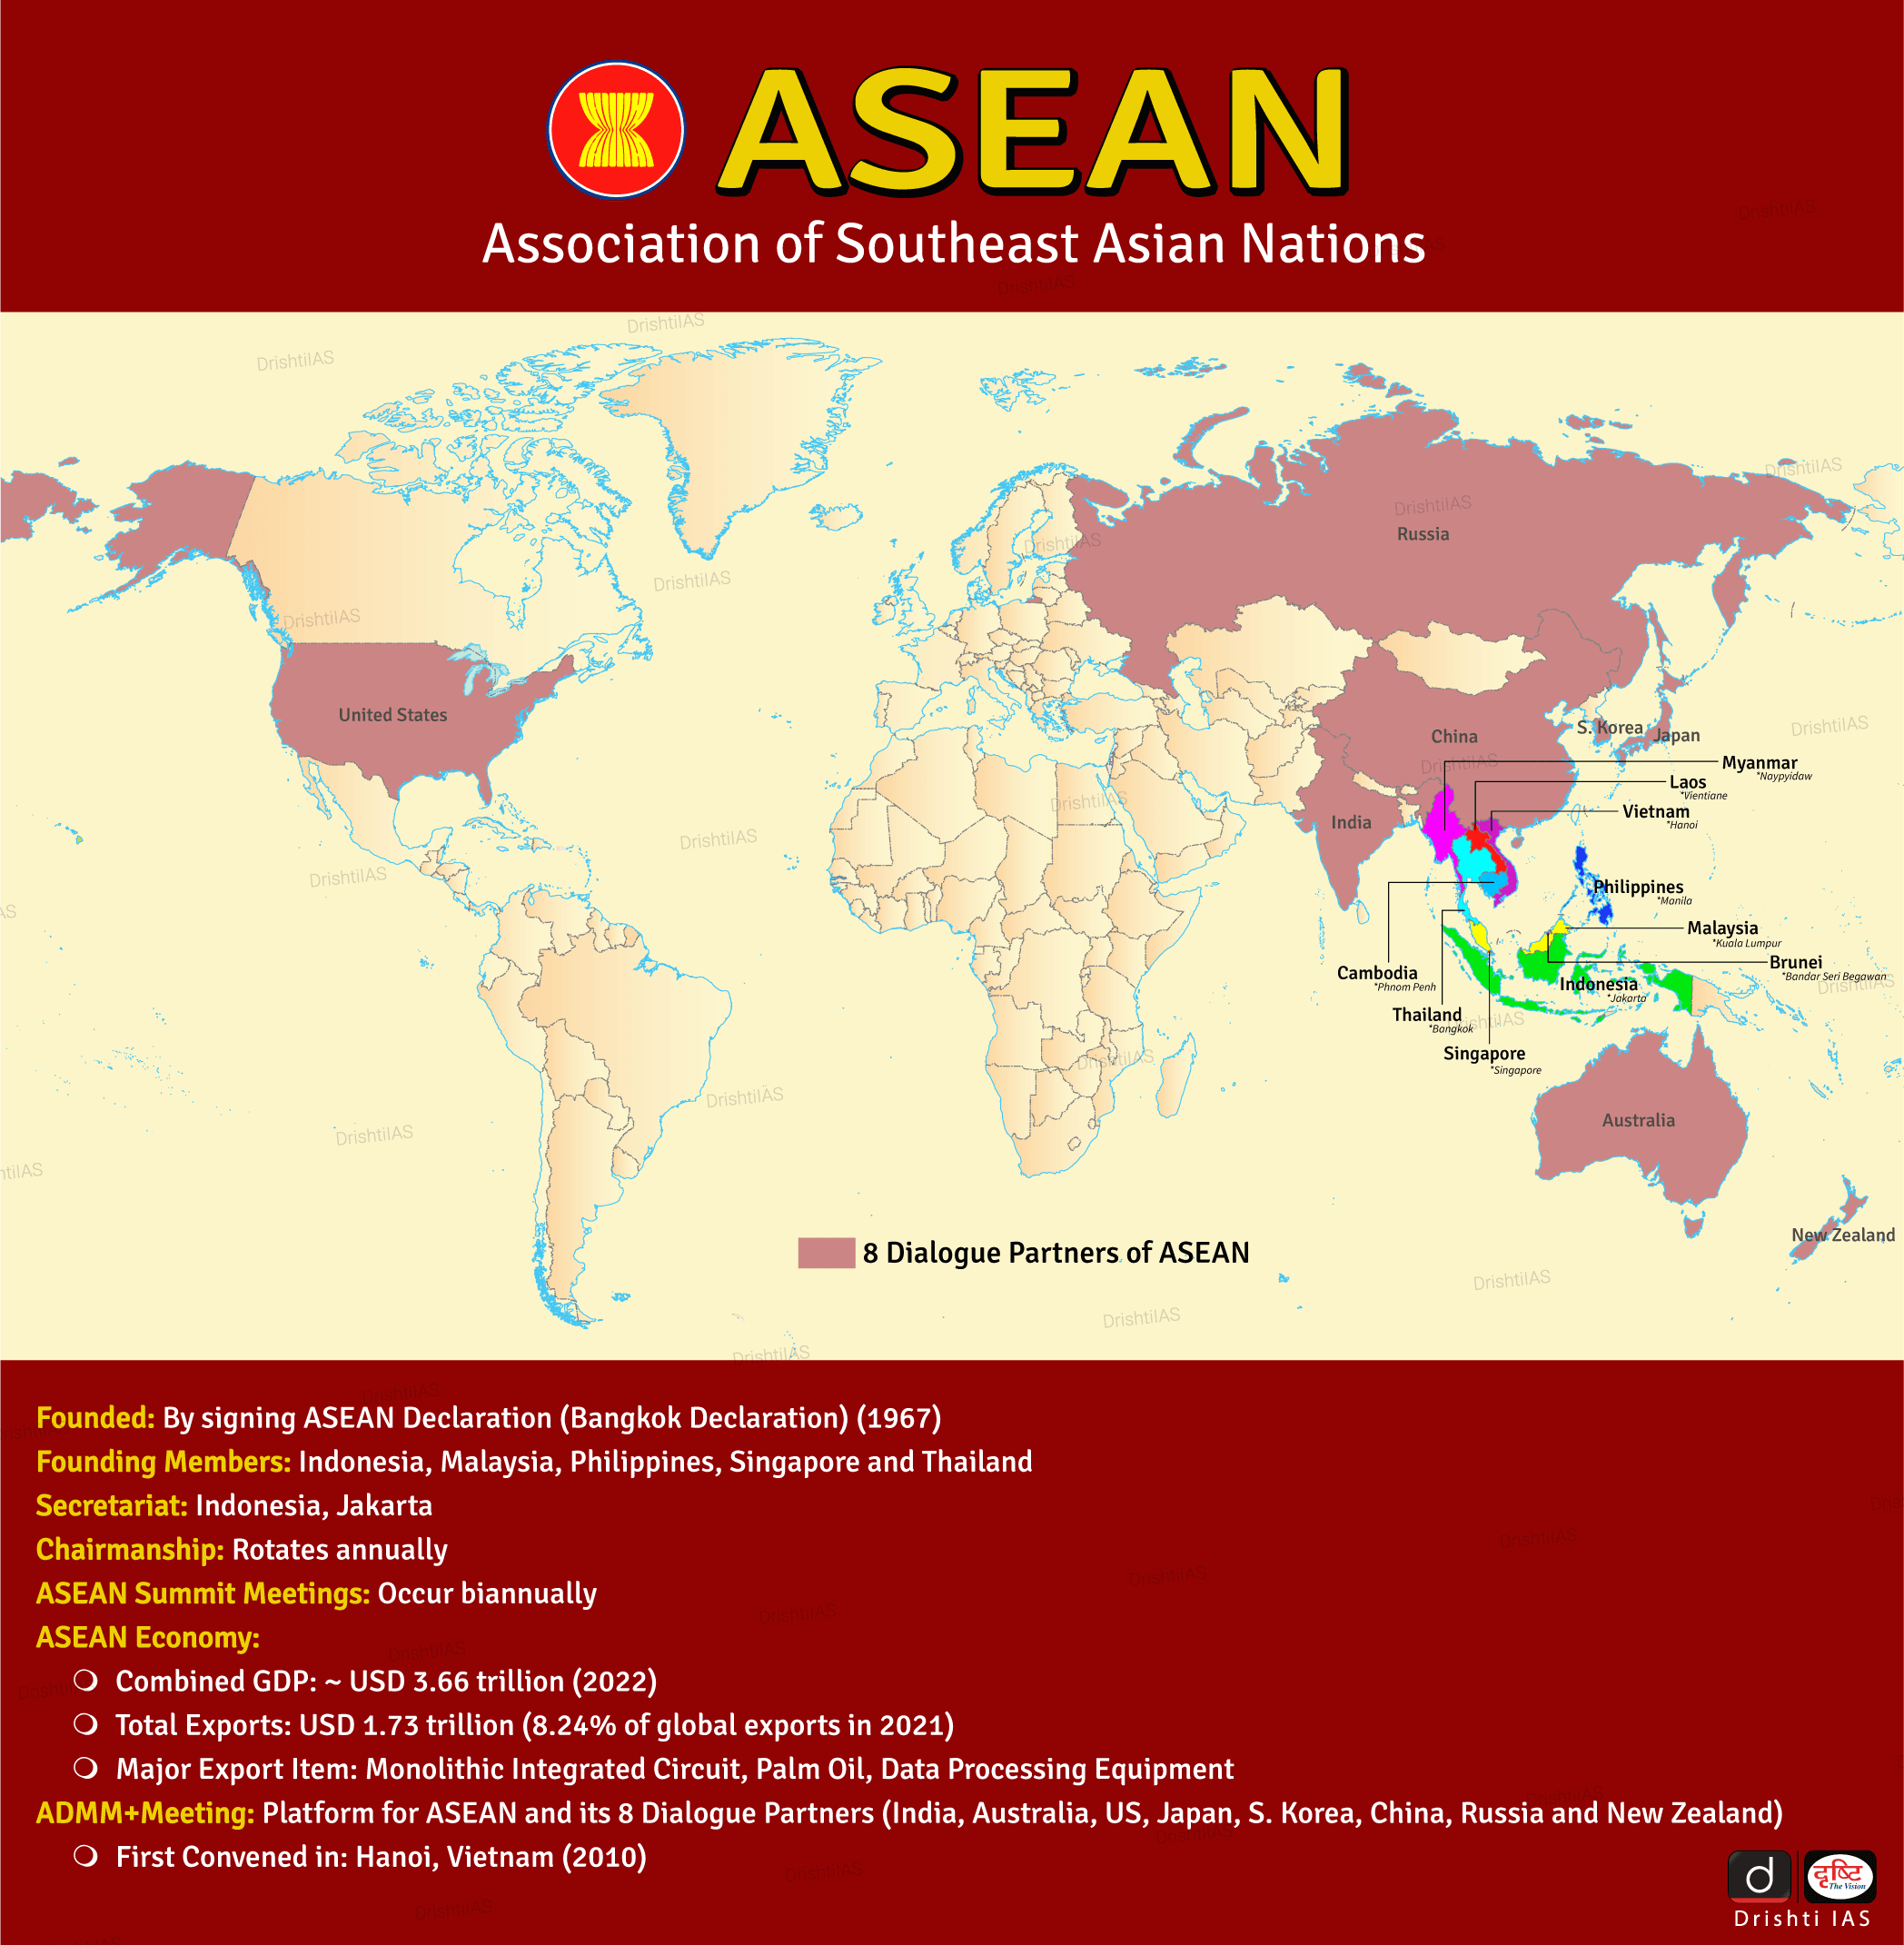 ASEAN
Association of Southeast Asian Nations
Russia
United States
China
S. Korea
Japan
India
Myanmar
*Naypyidaw
Laos
*Vientiane
Vietnam
*Hanoi
Philippines
*Manila
Malaysia
*Kuala Lumpur
Brunei
*Bandar Seri Begawan
Cambodia
*Phnom Penh
Indonesia
*Jakarta
Thailand
*Bangkok
Singapore
*Singapore
Australia
New Zealand
8 Dialogue Partners of ASEAN
Founded: By signing ASEAN Declaration (Bangkok Declaration) (1967)
Founding Members: Indonesia, Malaysia, Philippines, Singapore and Thailand
Secretariat: Indonesia, Jakarta
Chairmanship: Rotates annually
ASEAN Summit Meetings: Occur biannually
ASEAN Economy:
❍ Combined GDP: ~ USD 3.66 trillion (2022)
❍ Total Exports: USD 1.73 trillion (8.24% of global exports in 2021)
❍ Major Export Item: Monolithic Integrated Circuit, Palm Oil, Data Processing Equipment
ADMM+Meeting: Platform for ASEAN and its 8 Dialogue Partners (India, Australia, US, Japan, S. Korea, China, Russia and New Zealand)
❍ First Convened in: Hanoi, Vietnam (2010)
d
दृष्टि
The Vision
Drishti IAS
DrishtiIAS